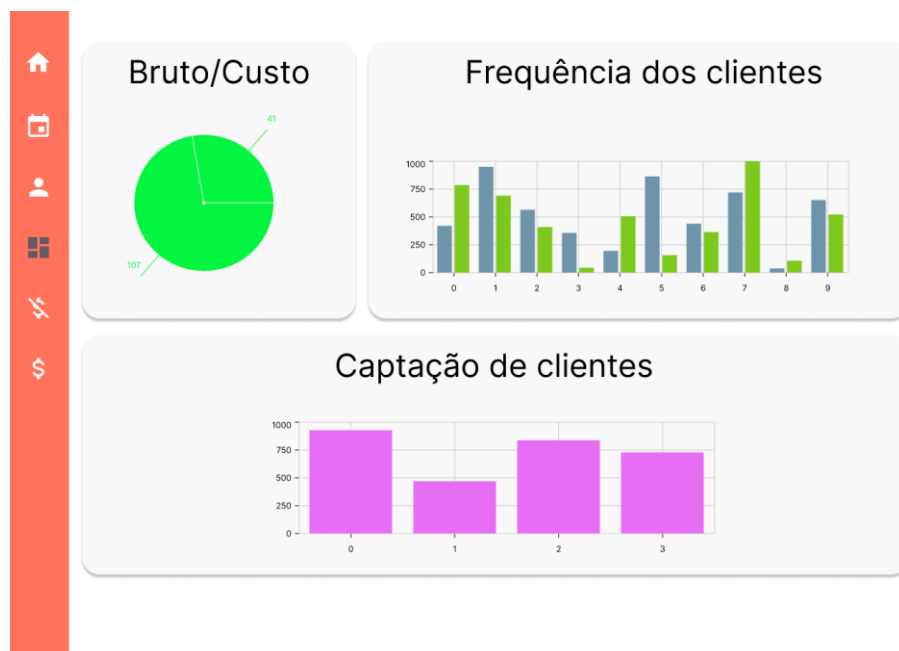 Bruto/Custo
41
107
Frequência dos clientes
1000
750
500
250
0
0 1 2 3 4 5 6 7 8 9
Captação de clientes
1000
750
500
250
0
0 1 2 3